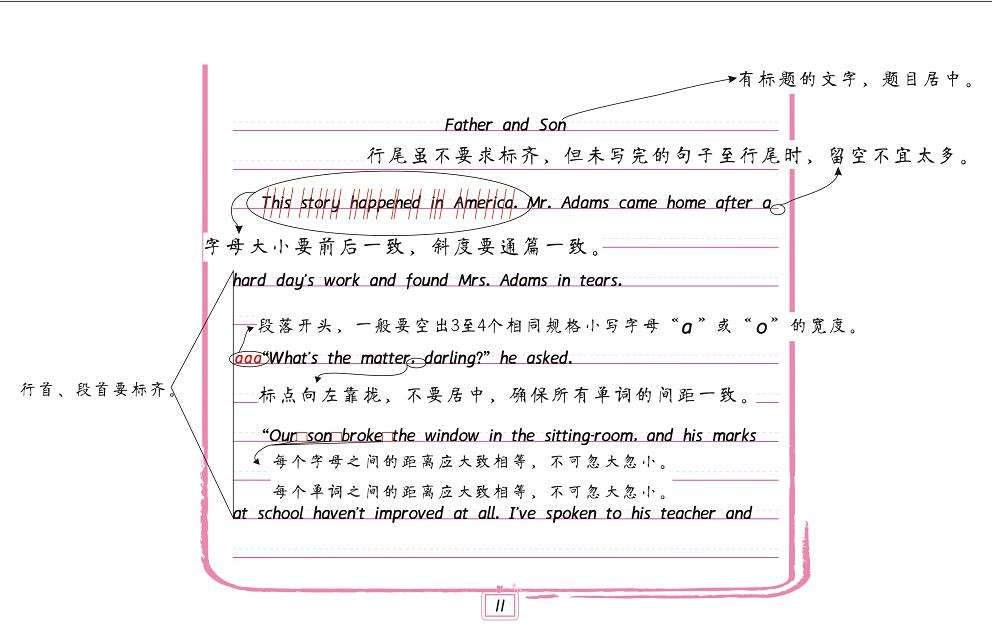 有标题的文字，题目居中。
Father and Son
行尾虽不要求标齐，但未写完的句子至行尾时，留空不宜太多。
This story happened in America. Mr. Adams came home after a
字母大小要前后一致，斜度要通篇一致。
hard day's work and found Mrs. Adams in tears.
段落开头，一般要空出3至4个相同规格小写字母“a”或“o”的宽度。
aaa“What's the matter, darling?” he asked.
行首、段首要标齐。
标点向左靠拢，不要居中，确保所有单词的间距一致。
“Our son broke the window in the sitting-room. and his marks
每个字母之间的距离应大致相等，不可忽大忽小。
每个单词之间的距离应大致相等，不可忽大忽小。
at school haven't improved at all. I've spoken to his teacher and
11